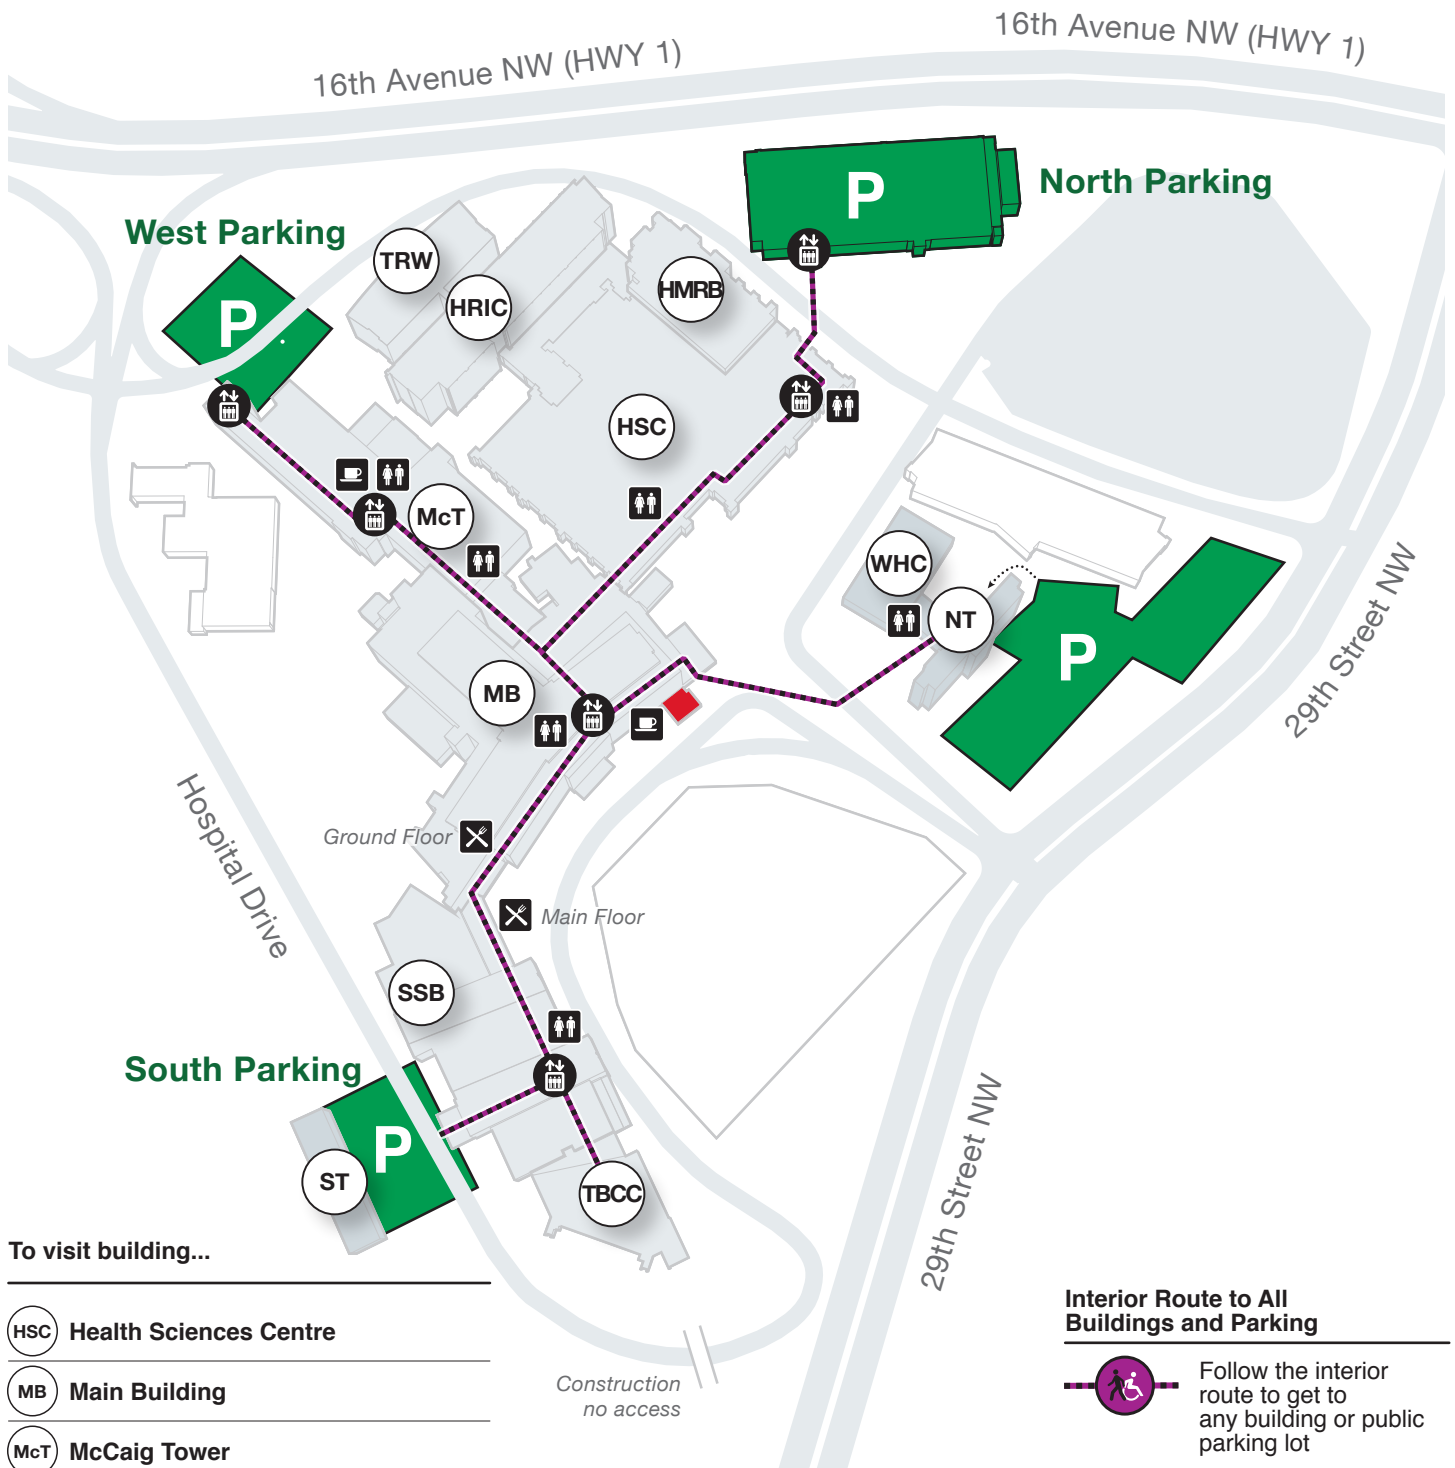 16th Avenue NW (HWY 1)
16th Avenue NW (HWY 1)
P
North Parking
West Parking
TRW
HRIC
HMRB
P
HSC
McT
WHC
NT
P
29th Street NW
MB
Hospital Drive
Ground Floor
Main Floor
SSB
South Parking
P
ST
TBCC
29th Street NW
To visit building...
HSC Health Sciences Centre
MB Main Building
McT McCaig Tower
Construction
no access
Interior Route to All
Buildings and Parking
Follow the interior
route to get to
any building or public
parking lot